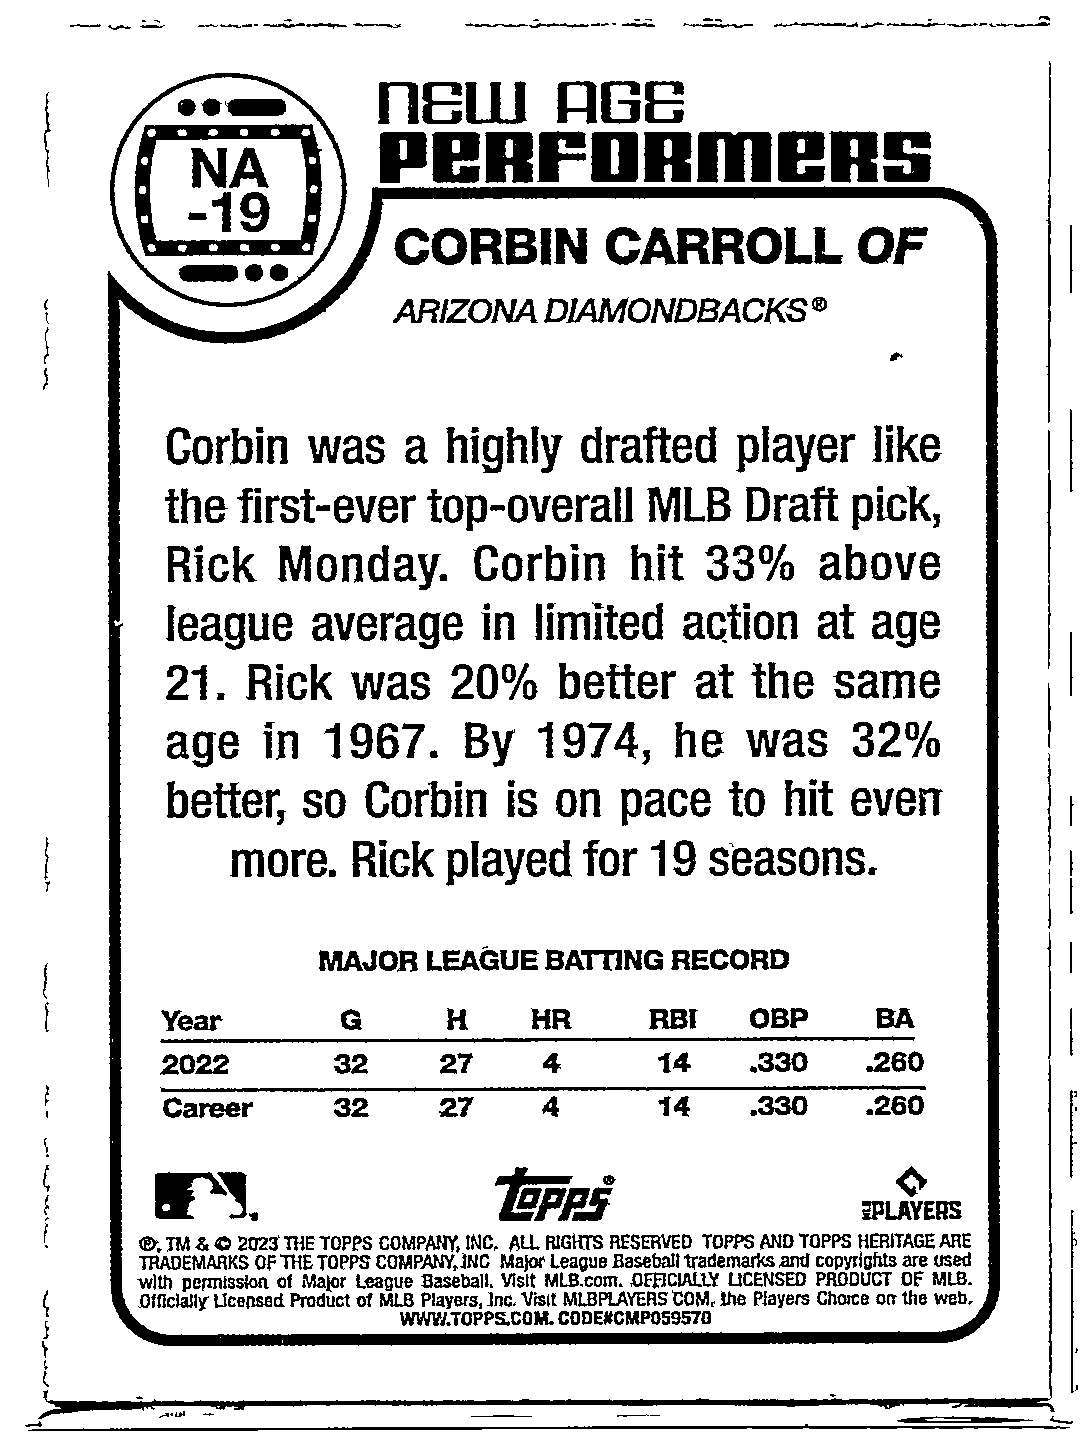 NEW AGE
PERFORMERS
NA
-19
CORBIN CARROLL OF
ARIZONA DIAMONDBACKS®
Corbin was a highly drafted player like
the first-ever top-overall MLB Draft pick,
Rick Monday. Corbin hit 33% above
league average in limited action at age
21. Rick was 20% better at the same
age in 1967. By 1974, he was 32%
better, so Corbin is on pace to hit even
more. Rick played for 19 seasons.
MAJOR LEAGUE BATTING RECORD
Year G H HR RBI OBP BA
2022 32 27 4 14 .330 .260
Career 32 27 4 14 .330 .260
topps®
PLAYERS
®, TM & © 2023 THE TOPPS COMPANY, INC. ALL RIGHTS RESERVED TOPPS AND TOPPS HERITAGE ARE
TRADEMARKS OF THE TOPPS COMPANY, INC Major League Baseball trademarks and copyrights are used
with permission of Major League Baseball. Visit MLB.com. OFFICIALLY LICENSED PRODUCT OF MLB.
Officially Licensed Product of MLB Players, Inc. Visit MLBPLAYERS COM, the Players Choice on the web.
WWW.TOPPS.COM. CODE#CMP059570